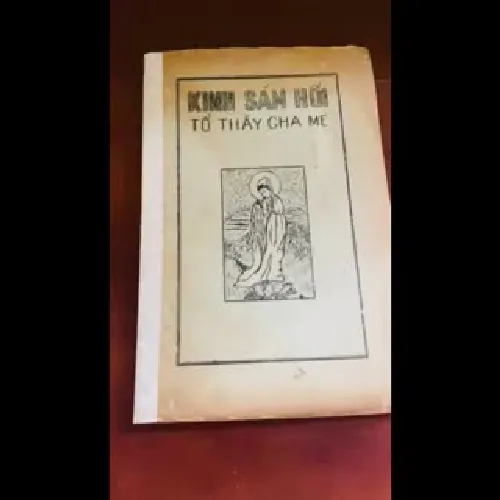 KINH SÁM HỐI
TỔ THẦY CHA MẸ